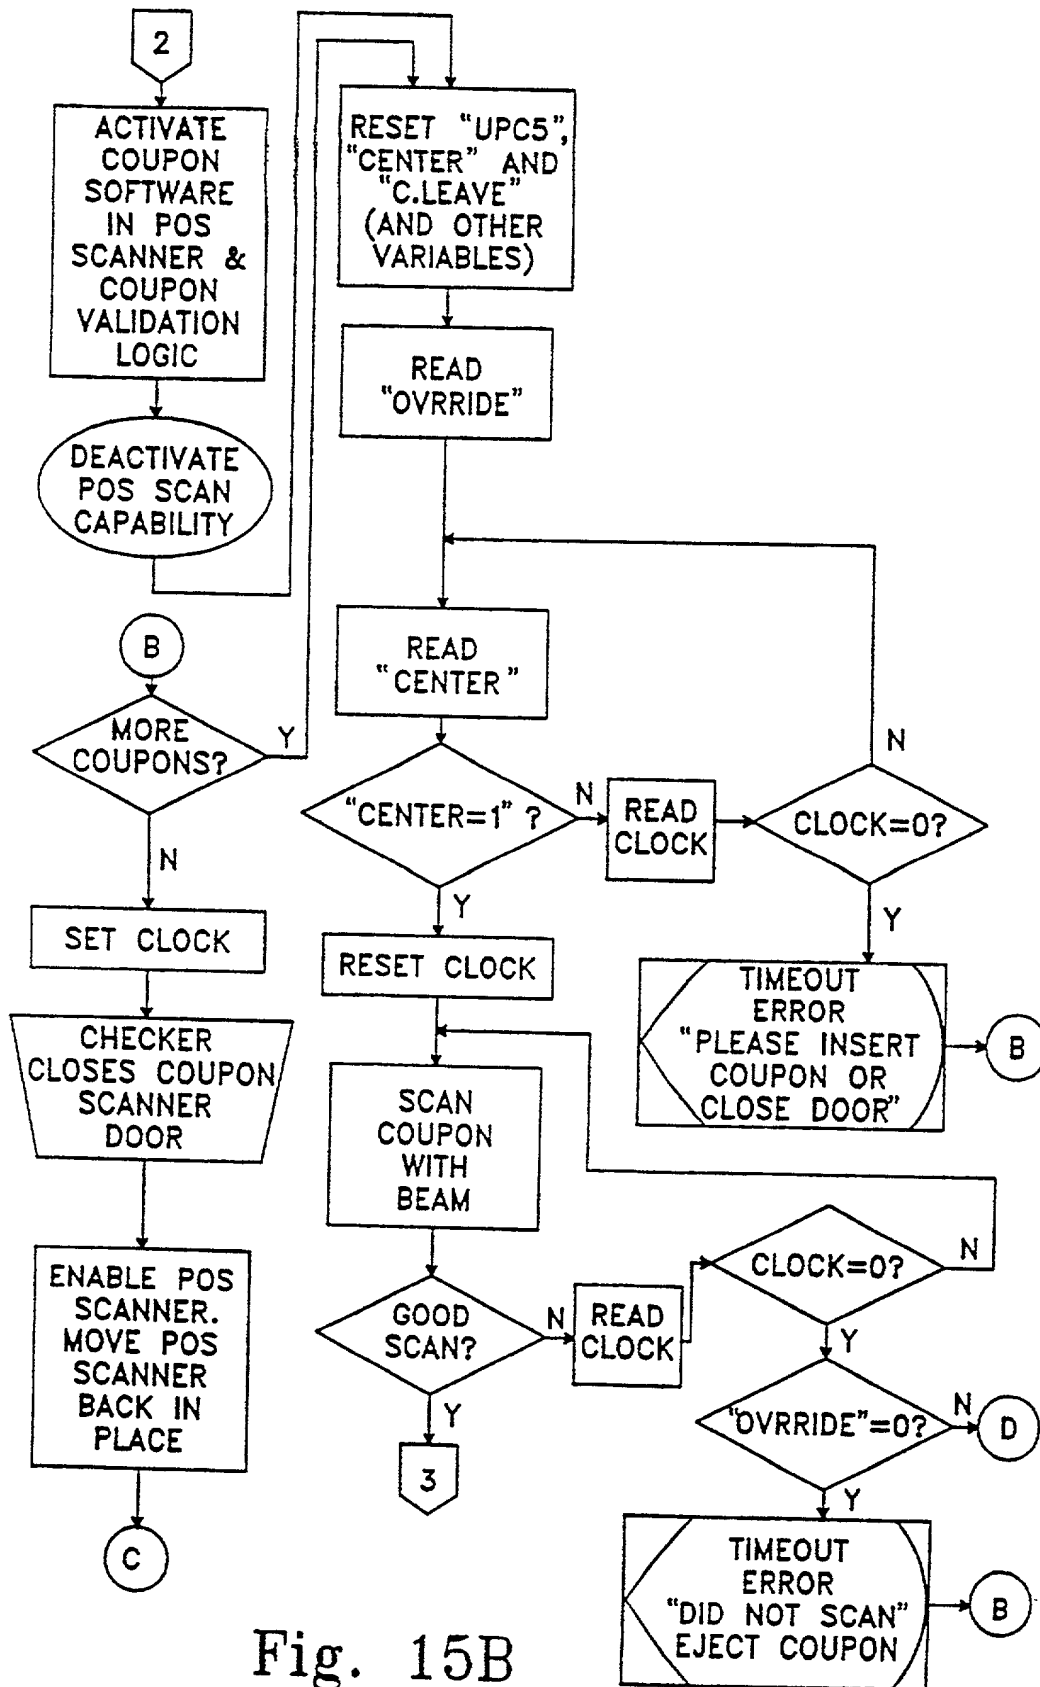 2
ACTIVATE
COUPON
SOFTWARE
IN POS
SCANNER &
COUPON
VALIDATION
LOGIC
DEACTIVATE
POS SCAN
CAPABILITY
B
MORE
COUPONS?
Y
N
SET CLOCK
CHECKER
CLOSES COUPON
SCANNER
DOOR
ENABLE POS
SCANNER.
MOVE POS
SCANNER
BACK IN
PLACE
C
RESET "UPC5",
"CENTER" AND
"C.LEAVE"
(AND OTHER
VARIABLES)
READ
"OVRRIDE"
READ
"CENTER"
"CENTER=1" ?
N
READ
CLOCK
CLOCK=0?
N
Y
TIMEOUT
ERROR
"PLEASE INSERT
COUPON OR
CLOSE DOOR"
B
Y
RESET CLOCK
SCAN
COUPON
WITH
BEAM
GOOD
SCAN?
N
READ
CLOCK
CLOCK=0?
N
Y
"OVRRIDE"=0?
N
D
Y
TIMEOUT
ERROR
"DID NOT SCAN"
EJECT COUPON
B
Y
3
Fig. 15B